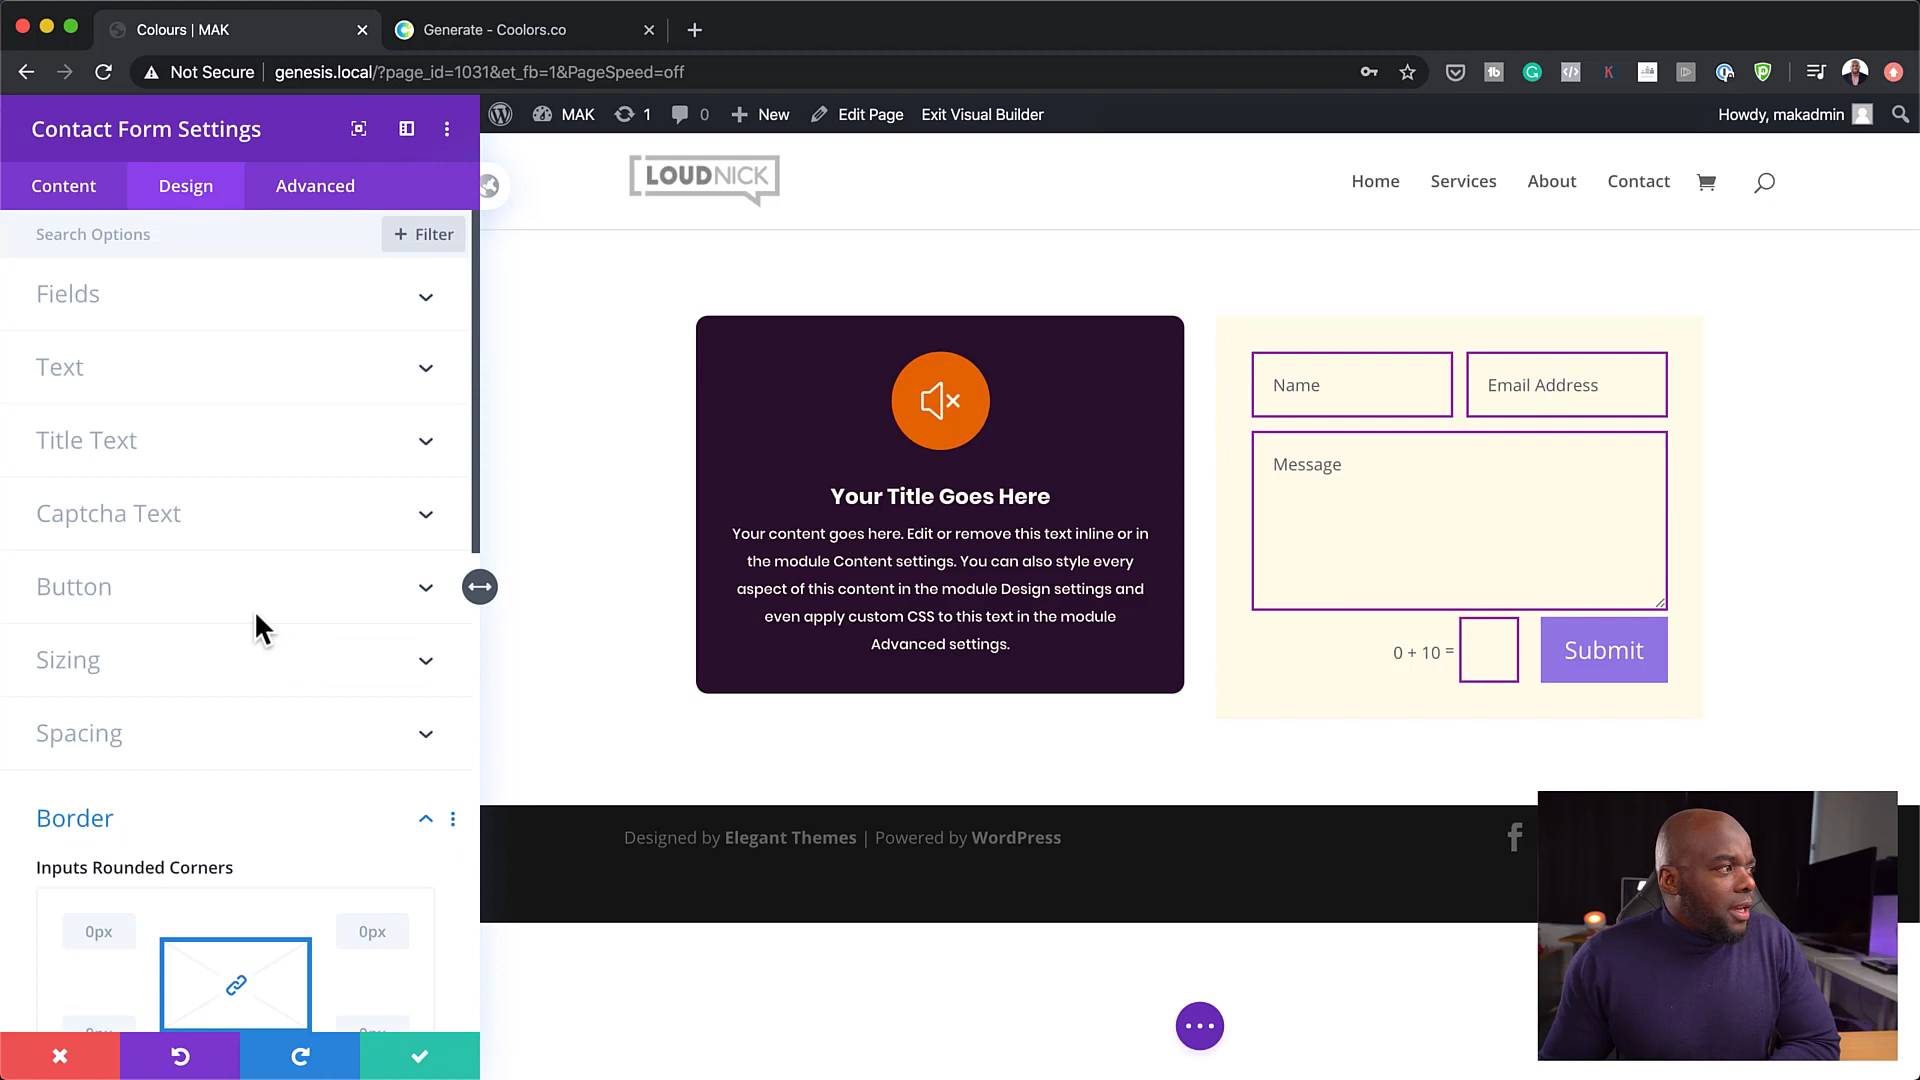 Colours | MAK
Generate - Coolors.co
Not Secure
genesis.local/?page_id=1031&et_fb=1&PageSpeed=off
Contact Form Settings
MAK
1
0
New
Edit Page
Exit Visual Builder
Howdy, makadmin
Content
Design
Advanced
LOUDNICK
Home
Services
About
Contact
Search Options
+ Filter
Fields
Text
Title Text
Captcha Text
Button
Sizing
Spacing
Border
Inputs Rounded Corners
0px
0px
0px
0px
Your Title Goes Here
Your content goes here. Edit or remove this text inline or in
the module Content settings. You can also style every
aspect of this content in the module Design settings and
even apply custom CSS to this text in the module
Advanced settings.
Name
Email Address
Message
0 + 10 =
Submit
Designed by Elegant Themes | Powered by WordPress